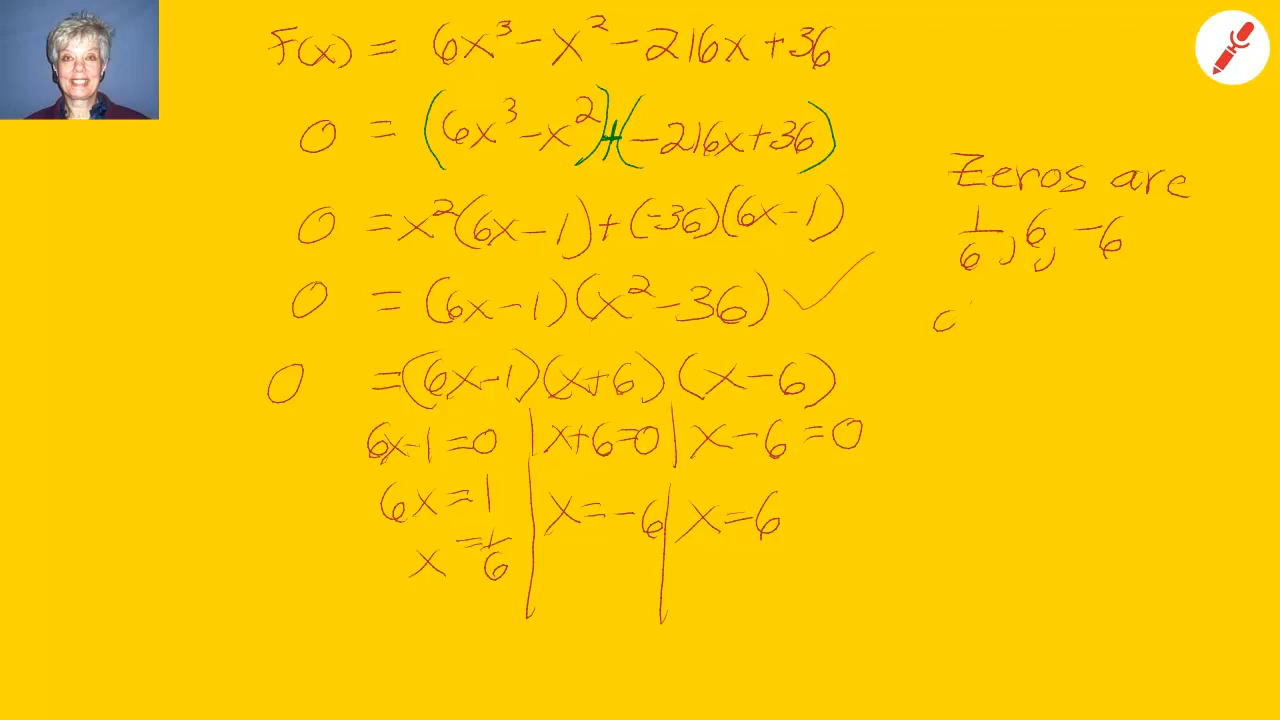 F(x) = 6x³ - x² - 216x + 36
0 = (6x³ - x²) + (-216x + 36)
0 = x²(6x - 1) + (-36)(6x - 1)
0 = (6x - 1)(x² - 36) ✓
0 = (6x - 1)(x + 6)(x - 6)
6x - 1 = 0 | x + 6 = 0 | x - 6 = 0
6x = 1 | x = -6 | x = 6
x = 1/6
Zeros are
1/6, 6, -6